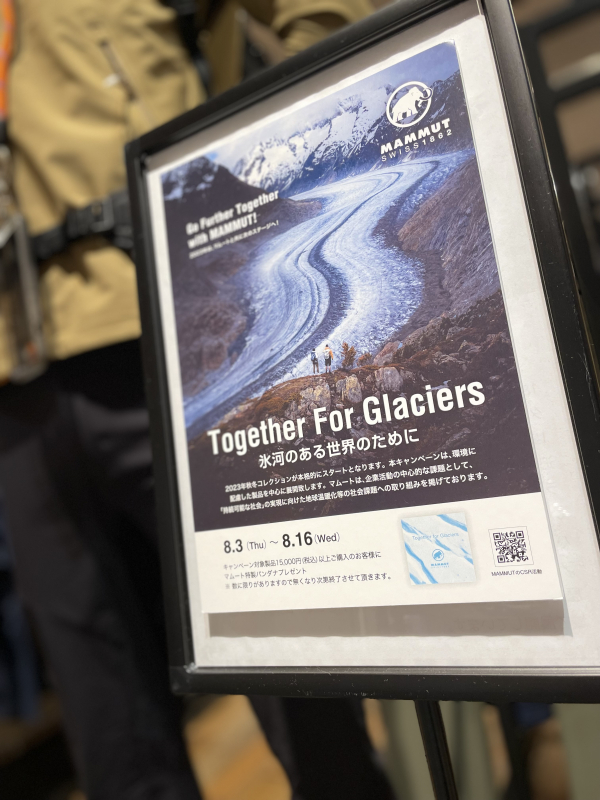 MAMMUT
SWISS 1862
Go Further Together
with MAMMUT!
Together For Glaciers
氷河のある世界のために
2023年秋冬コレクションが本格的にスタートとなります。本キャンペーンは、環境に
配慮した製品を中心に展開致します。マムートは、企業活動の中心的な課題として、
「持続可能な社会」の実現に向けた地球温暖化等の社会課題への取り組みを掲げております。
8.3 (Thu) ～ 8.16 (Wed)
キャンペーン対象製品15,000円(税込)以上ご購入のお客様に
マムート特製バンダナプレゼント
※ 数に限りがありますので無くなり次第終了させて頂きます。
Together for Glaciers
MAMMUT
MAMMUTのCSR活動